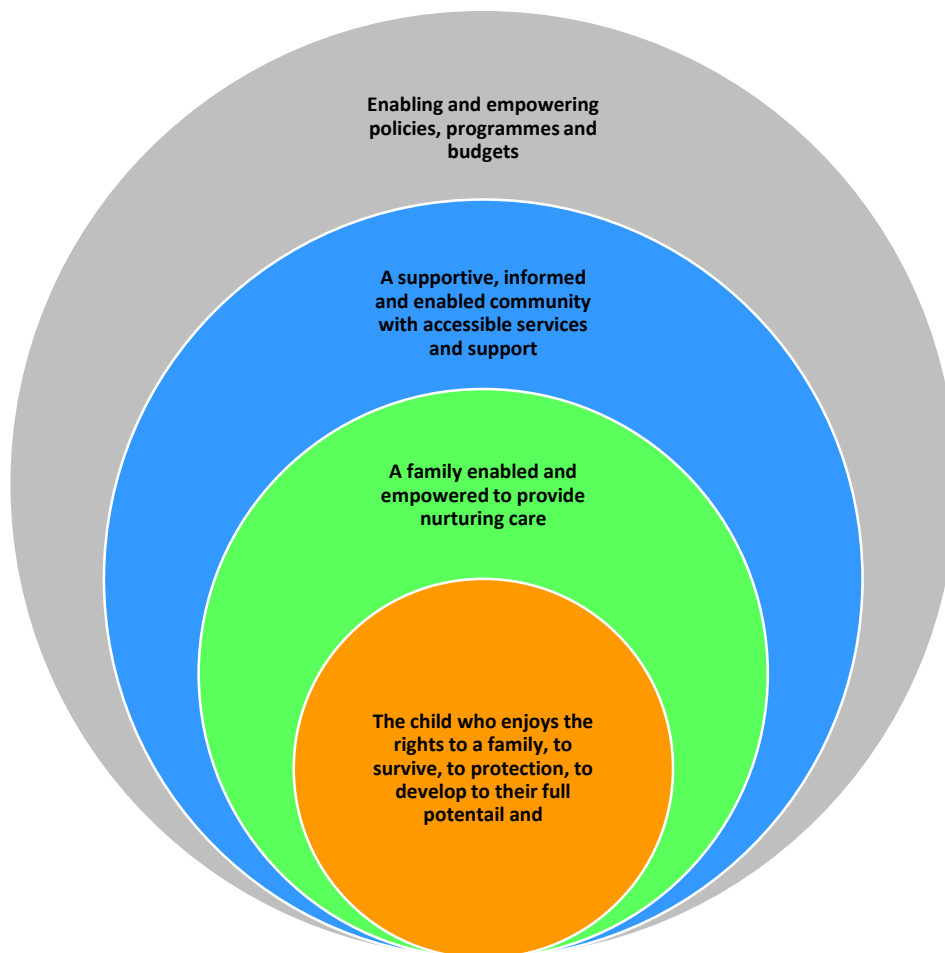 Enabling and empowering
policies, programmes and
budgets
A supportive, informed
and enabled community
with accessible services
and support
A family enabled and
empowered to provide
nurturing care
The child who enjoys the
rights to a family, to
survive, to protection, to
develop to their full
potentail and